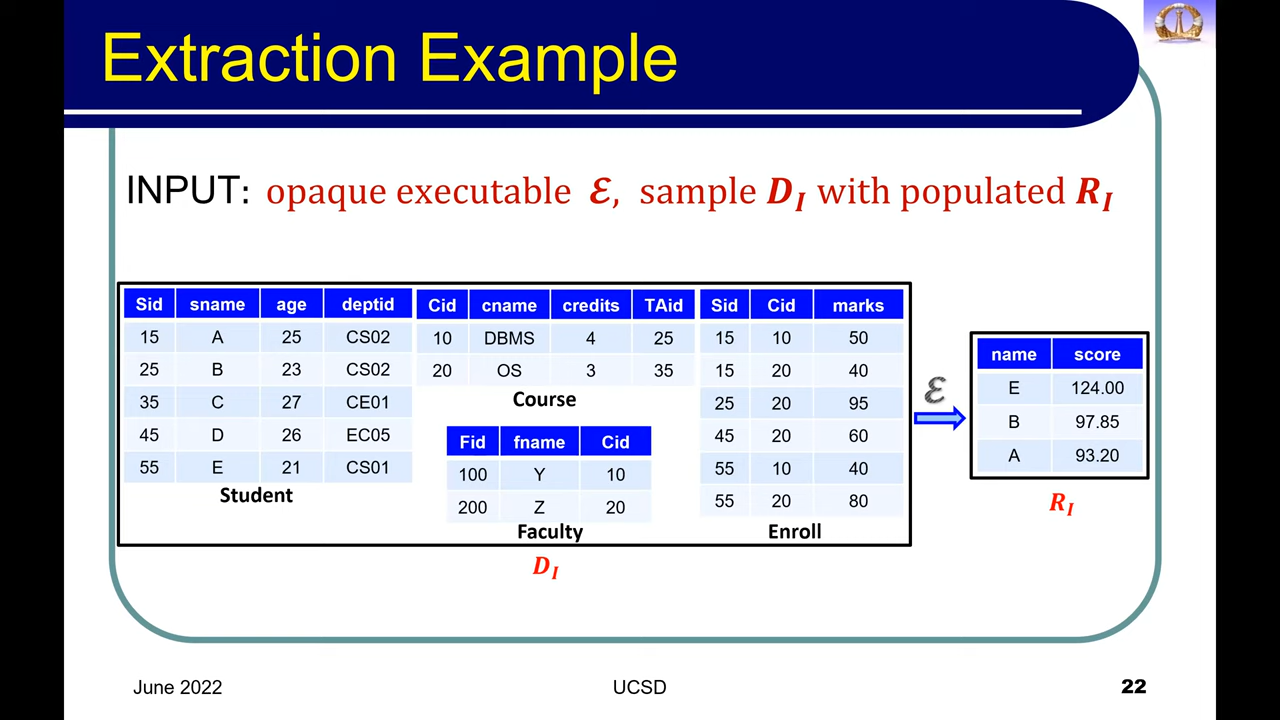 Extraction Example
INPUT: opaque executable ℰ, sample D_I with populated R_I
Sid sname age deptid
15 A 25 CS02
25 B 23 CS02
35 C 27 CE01
45 D 26 EC05
55 E 21 CS01
Student
Cid cname credits TAid
10 DBMS 4 25
20 OS 3 35
Course
Fid fname Cid
100 Y 10
200 Z 20
Faculty
Sid Cid marks
15 10 50
15 20 40
25 20 95
45 20 60
55 10 40
55 20 80
Enroll
D_I
ℰ
name score
E 124.00
B 97.85
A 93.20
R_I
June 2022 UCSD 22